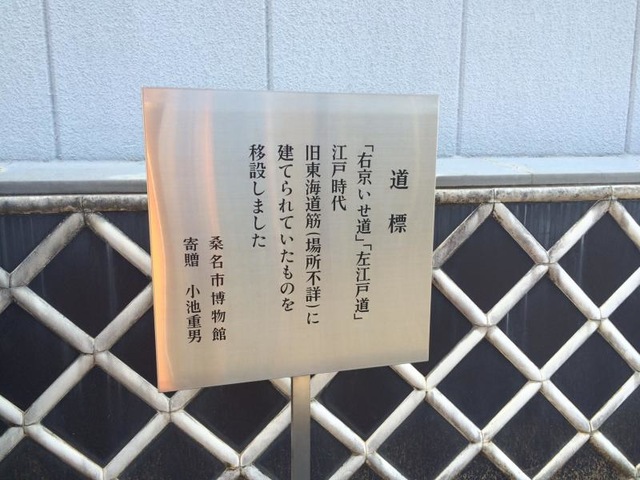 道標
「右京いせ道」「左江戸道」
江戸時代
旧東海道筋(場所不詳)に
建てられていたものを
移設しました
桑名市博物館
寄贈 小池重男